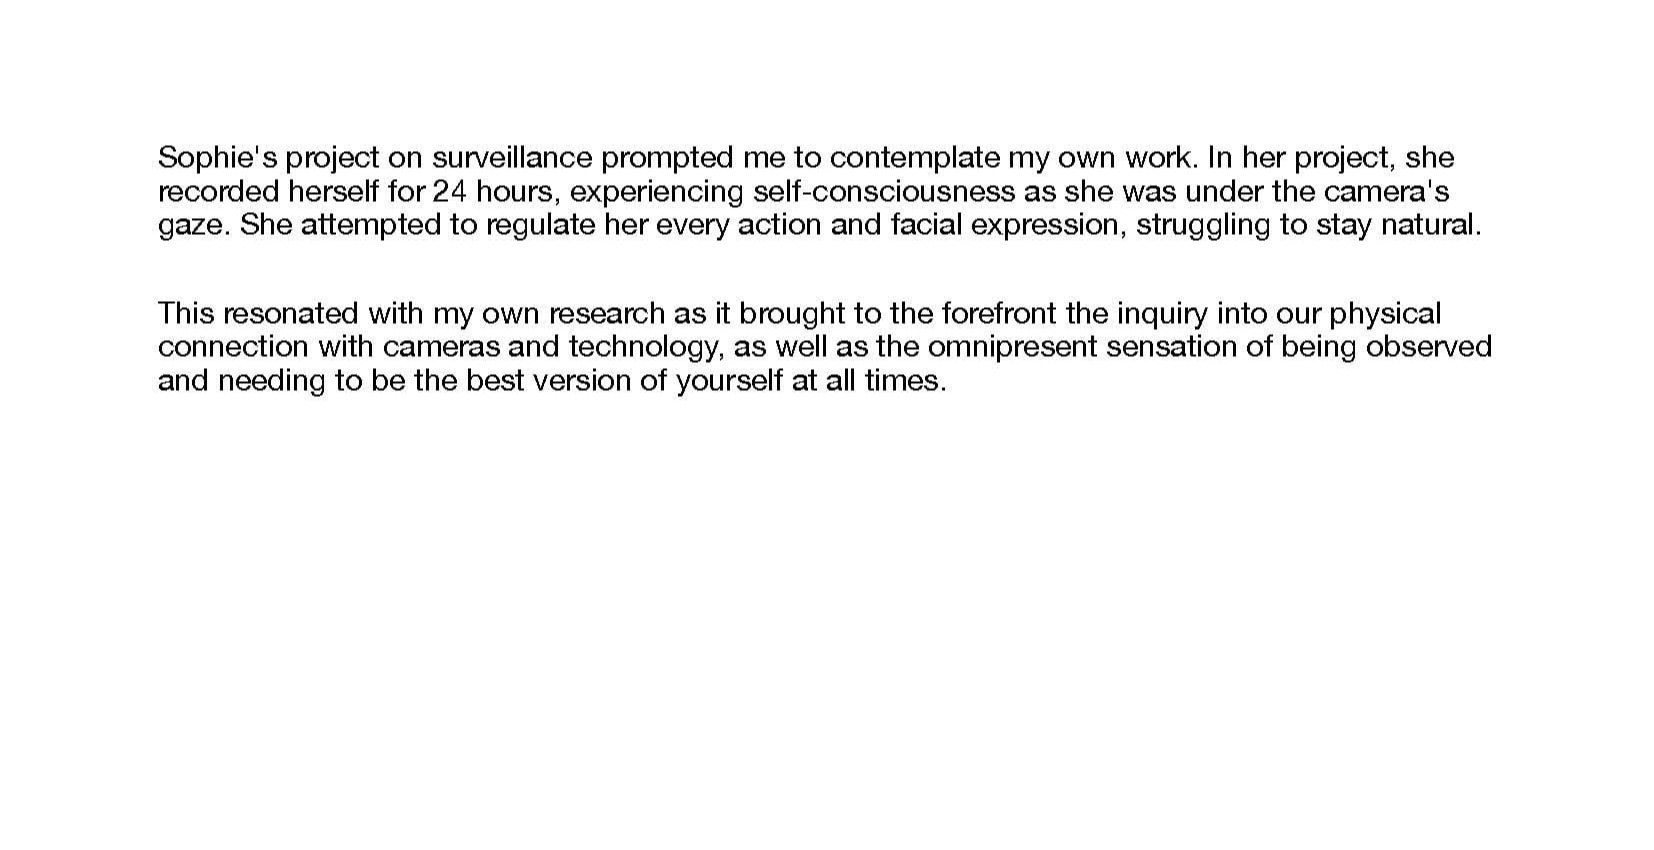 Sophie's project on surveillance prompted me to contemplate my own work. In her project, she
recorded herself for 24 hours, experiencing self-consciousness as she was under the camera's
gaze. She attempted to regulate her every action and facial expression, struggling to stay natural.
This resonated with my own research as it brought to the forefront the inquiry into our physical
connection with cameras and technology, as well as the omnipresent sensation of being observed
and needing to be the best version of yourself at all times.